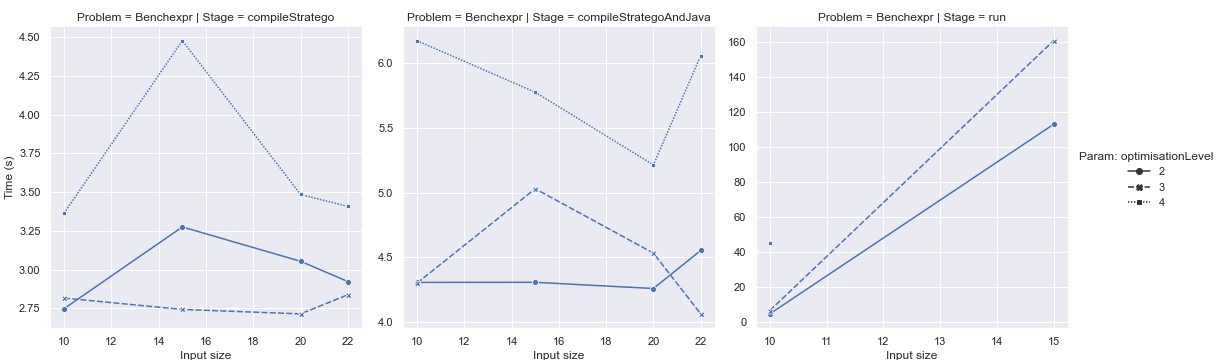 Problem = Benchexpr | Stage = compileStratego
4.50
4.25
4.00
3.75
3.50
3.25
3.00
2.75
Time (s)
10 12 14 16 18 20 22
Input size
Problem = Benchexpr | Stage = compileStrategoAndJava
6.0
5.5
5.0
4.5
4.0
10 12 14 16 18 20 22
Input size
Problem = Benchexpr | Stage = run
160
140
120
100
80
60
40
20
0
10 11 12 13 14 15
Input size
Param: optimisationLevel
2
3
4